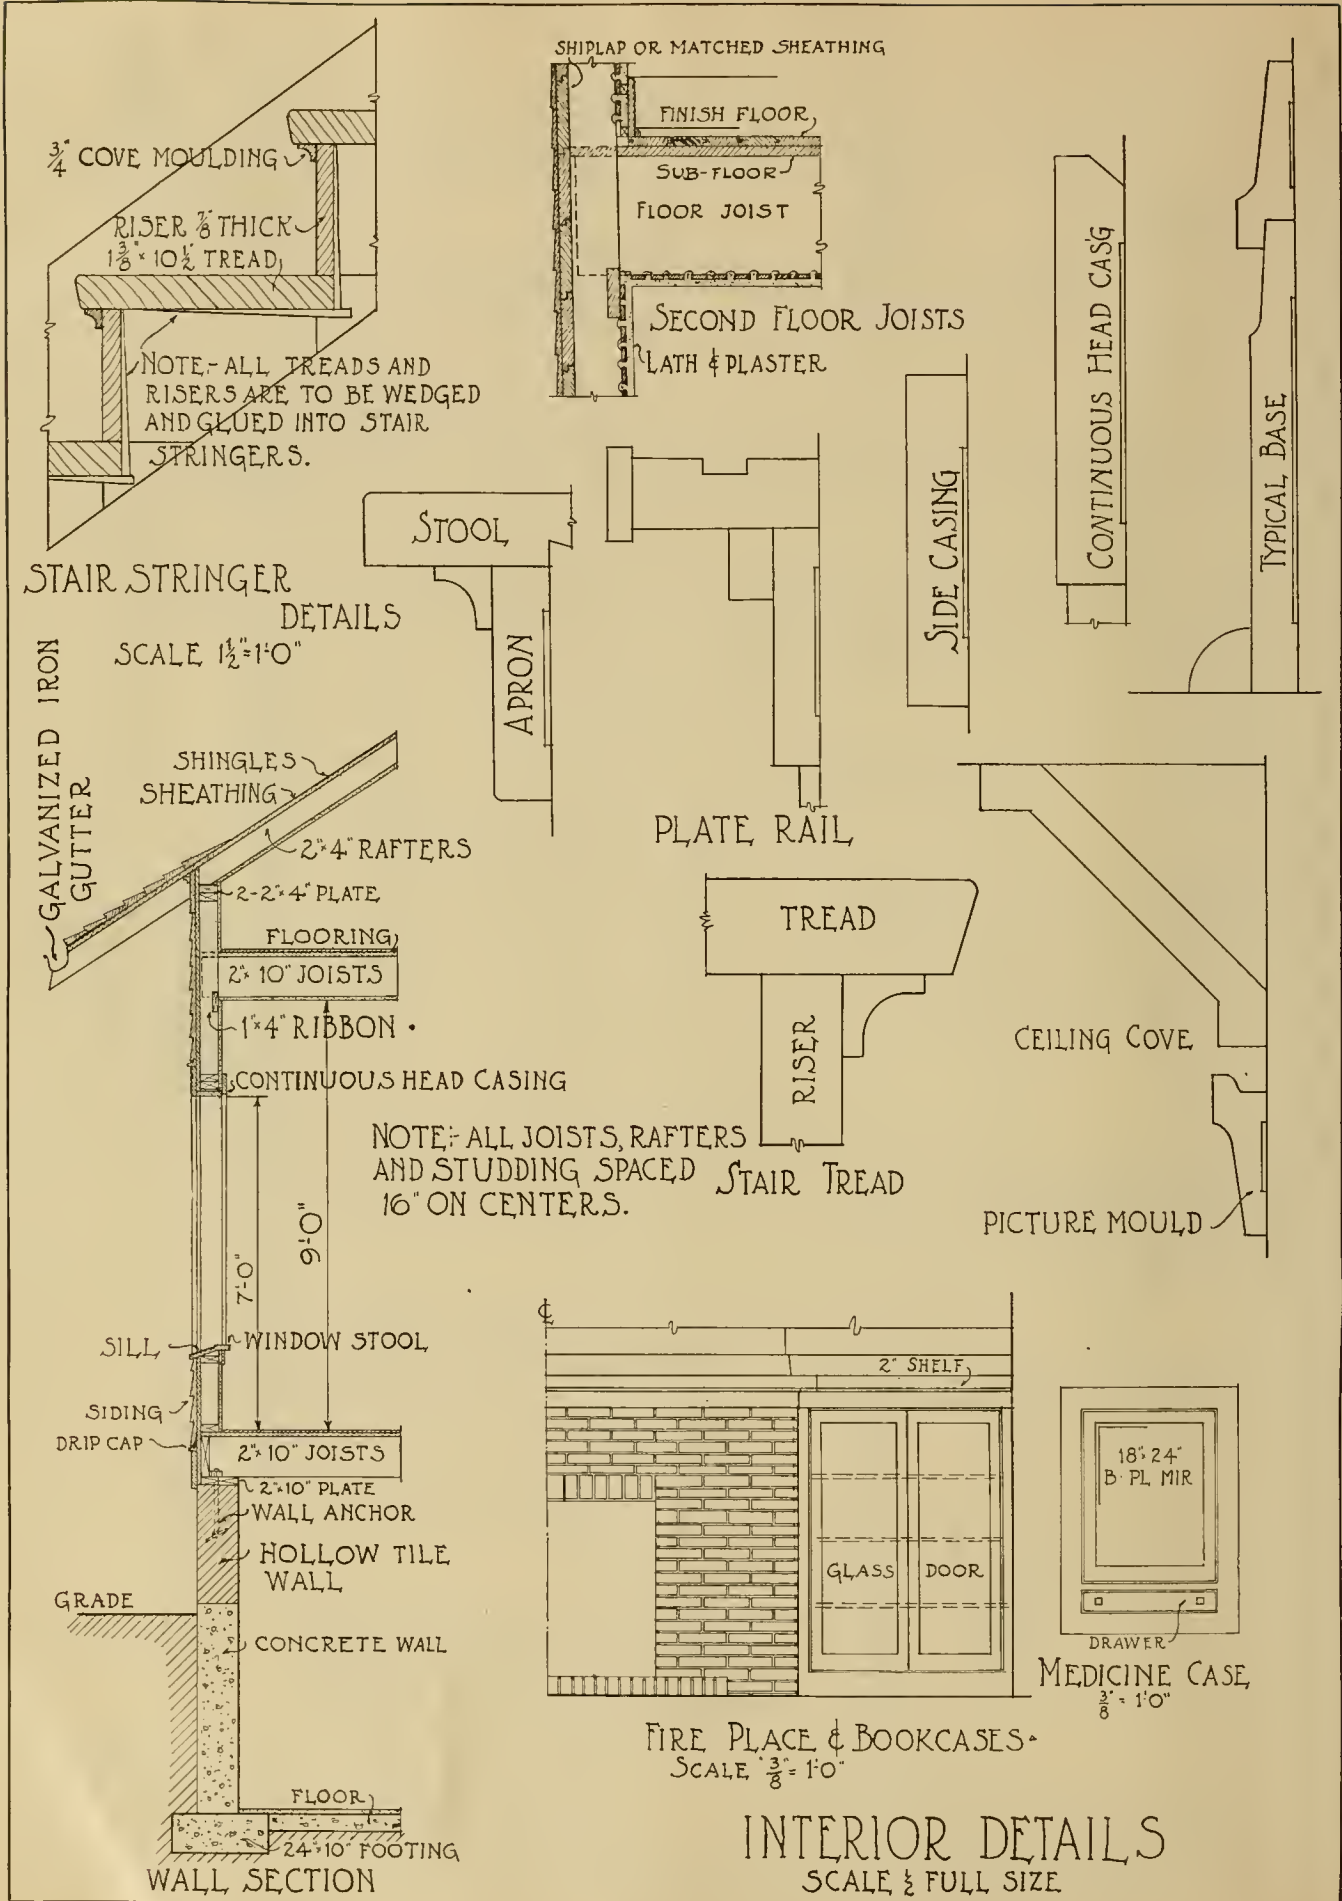 SHIPLAP OR MATCHED SHEATHING
FINISH FLOOR
SUB-FLOOR
FLOOR JOIST
SECOND FLOOR JOISTS
LATH & PLASTER
3/4" COVE MOULDING
RISER 7/8" THICK
1 3/8" × 10 1/2" TREAD
NOTE:- ALL TREADS AND
RISERS ARE TO BE WEDGED
AND GLUED INTO STAIR
STRINGERS.
STAIR STRINGER
DETAILS
SCALE 1 1/2" = 1'-0"
STOOL
APRON
PLATE RAIL
SIDE CASING
CONTINUOUS HEAD CAS'G
TYPICAL BASE
GALVANIZED IRON
GUTTER
SHINGLES
SHEATHING
2"×4" RAFTERS
2-2"×4" PLATE
FLOORING
2"×10" JOISTS
1"×4" RIBBON
CONTINUOUS HEAD CASING
7'-0"
9'-0"
NOTE:- ALL JOISTS, RAFTERS
AND STUDDING SPACED
16" ON CENTERS.
TREAD
RISER
STAIR TREAD
CEILING COVE
PICTURE MOULD
SILL
WINDOW STOOL
SIDING
DRIP CAP
2"×10" JOISTS
2"×10" PLATE
WALL ANCHOR
HOLLOW TILE
WALL
GRADE
CONCRETE WALL
FLOOR
24"×10" FOOTING
WALL SECTION
℄
2" SHELF
GLASS DOOR
FIRE PLACE & BOOKCASES
SCALE 3/8" = 1'-0"
18"×24"
B· PL MIR
DRAWER
MEDICINE CASE
3/8" = 1'-0"
INTERIOR DETAILS
SCALE 1/2 FULL SIZE